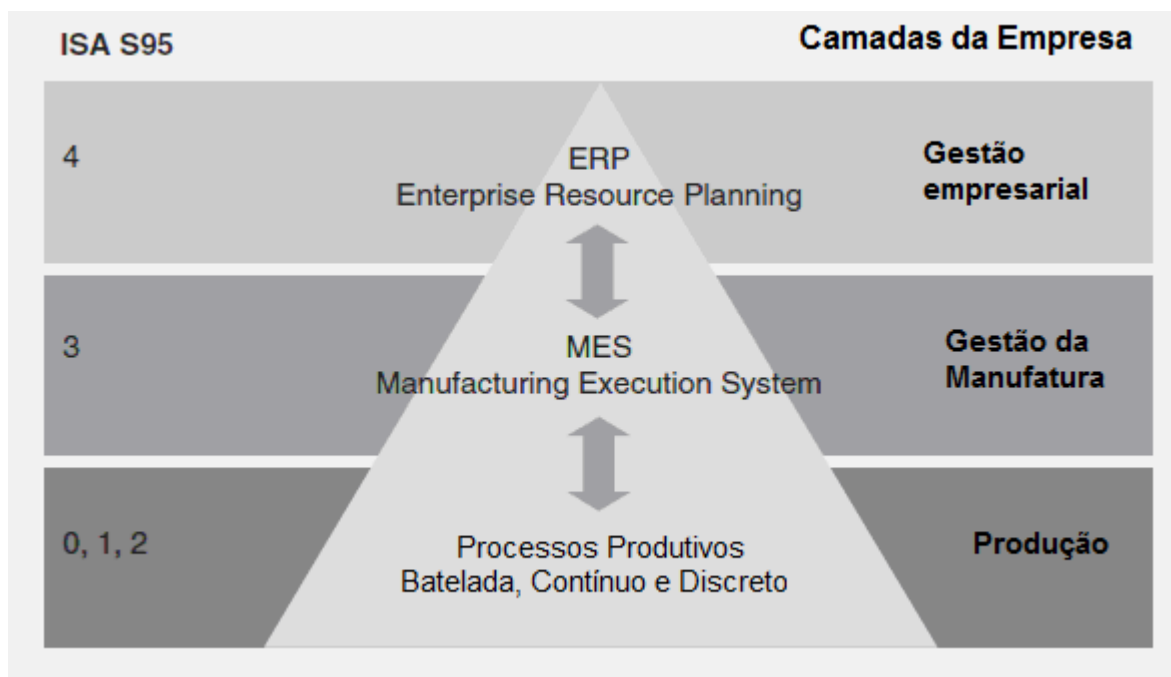 ISA S95
Camadas da Empresa
4
ERP
Enterprise Resource Planning
Gestão
empresarial
3
MES
Manufacturing Execution System
Gestão da
Manufatura
0, 1, 2
Processos Produtivos
Batelada, Contínuo e Discreto
Produção